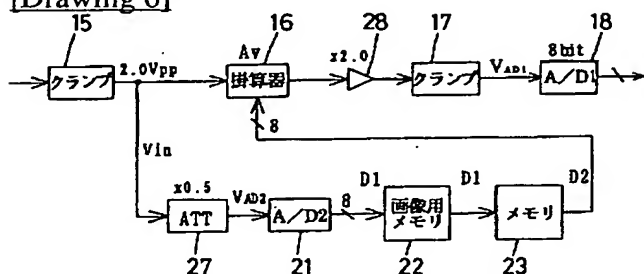 [Drawing 6]
15
16
28
17
18
クランプ
2.0Vpp
Av
掛算器
x2.0
クランプ
VAD1
8bit
A/D1
8
Vin
x0.5
ATT
VAD2
A/D2
8
D1
画像用
メモリ
D1
メモリ
D2
27
21
22
23